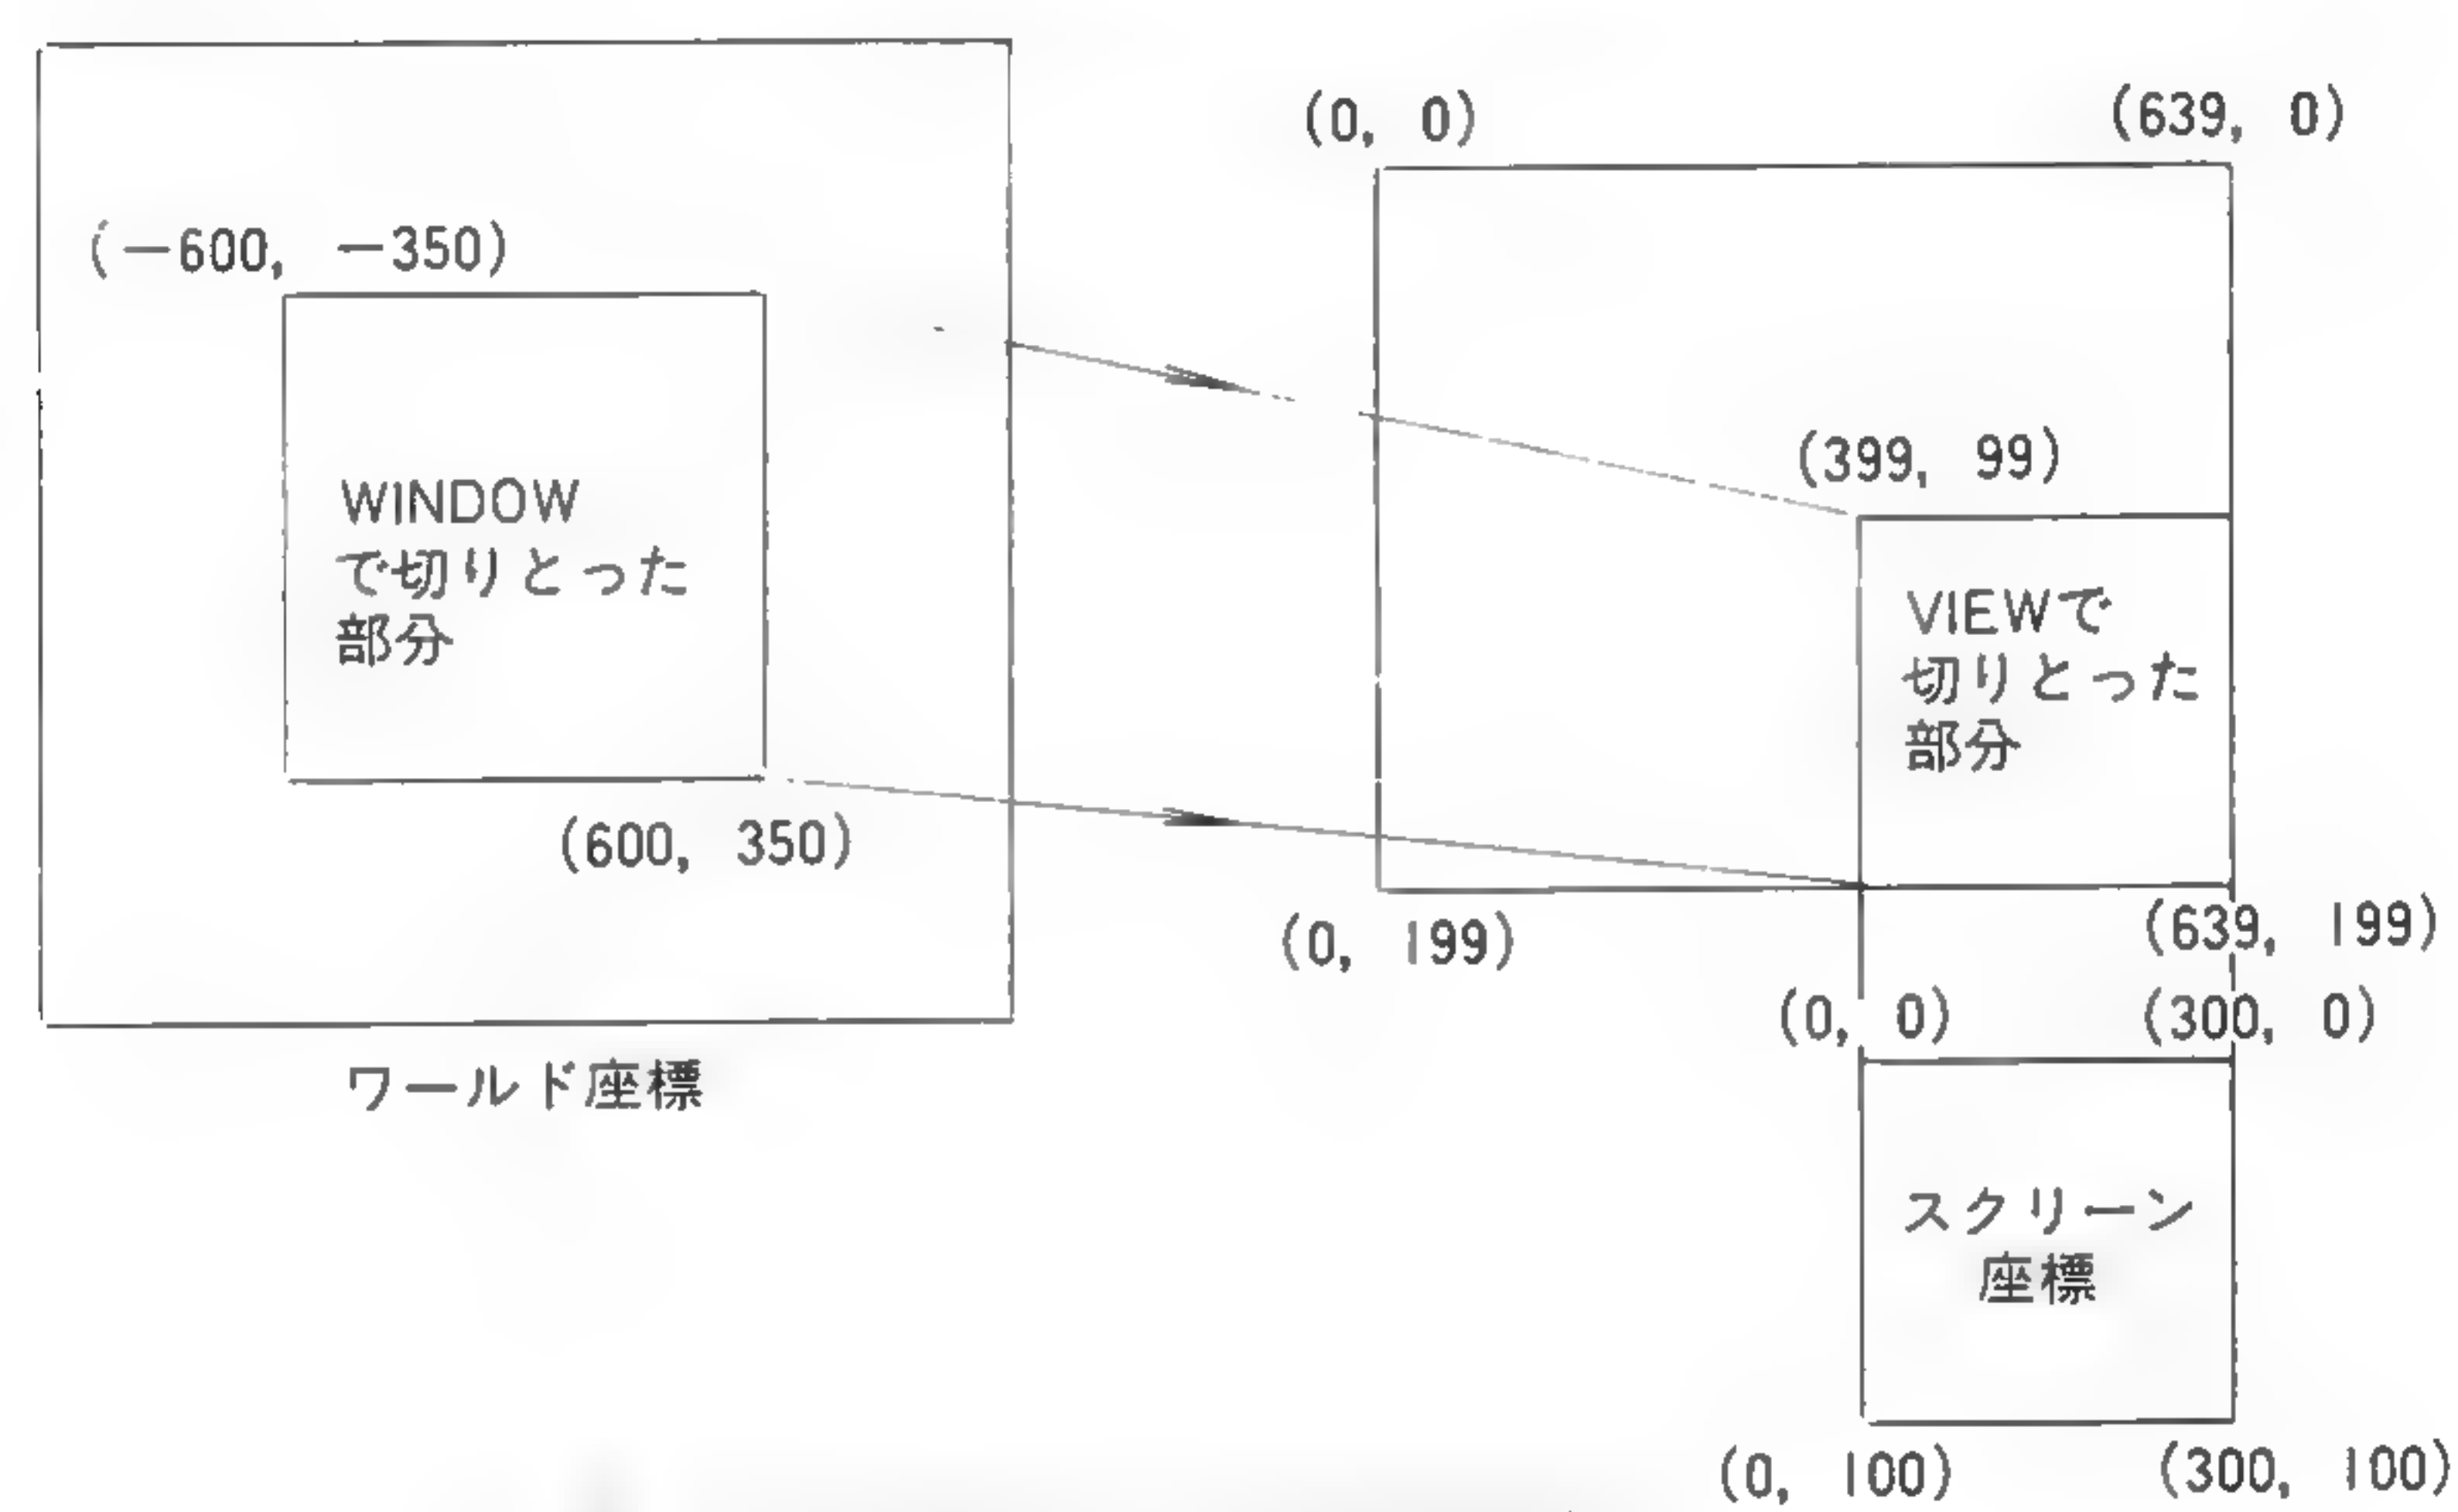 (−600, −350)
WINDOW
で切りとった
部分
(600, 350)
ワールド座標
(0, 0)
(639, 0)
(399, 99)
VIEWで
切りとった
部分
(0, 199)
(639, 199)
(0, 0)
(300, 0)
スクリーン
座標
(0, 100)
(300, 100)